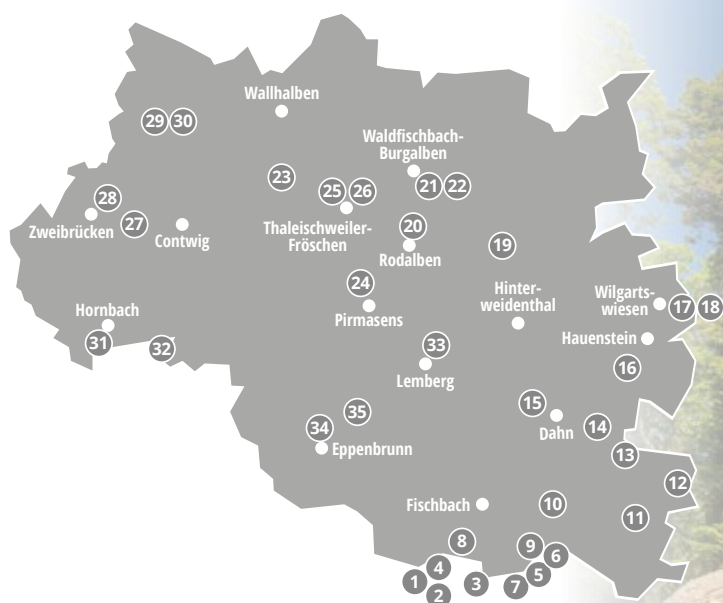 Wallhalben
29 30
Waldfischbach-
Burgalben
23
25 26
21 22
28
Zweibrücken
27
Contwig
Thaleischweiler-
Fröschen
20
Rodalben
19
24
Pirmasens
Hinter-
weidenthal
Wilgarts-
wiesen
17 18
Hornbach
31
32
Hauenstein
33
Lemberg
16
15
Dahn
14
35
34
Eppenbrunn
13
12
Fischbach
10
11
8
9
6
4
5
1
3
7
2